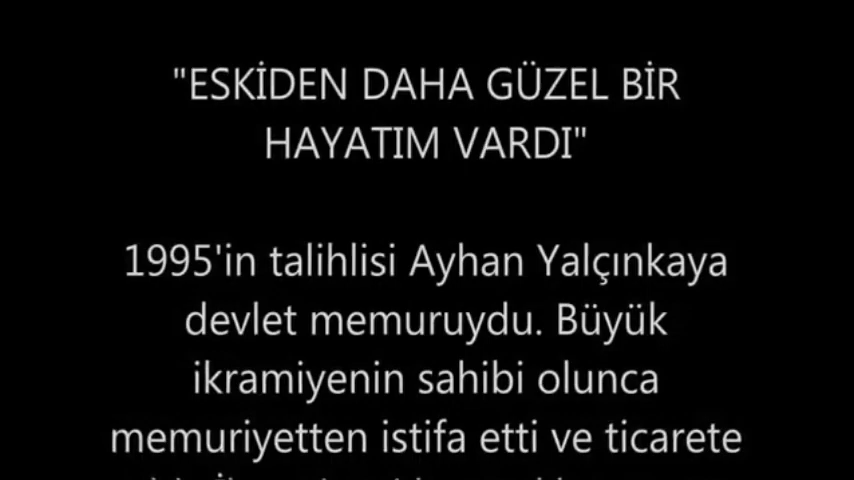 "ESKİDEN DAHA GÜZEL BİR
HAYATIM VARDI"
1995'in talihlisi Ayhan Yalçınkaya
devlet memuruydu. Büyük
ikramiyenin sahibi olunca
memuriyetten istifa etti ve ticarete